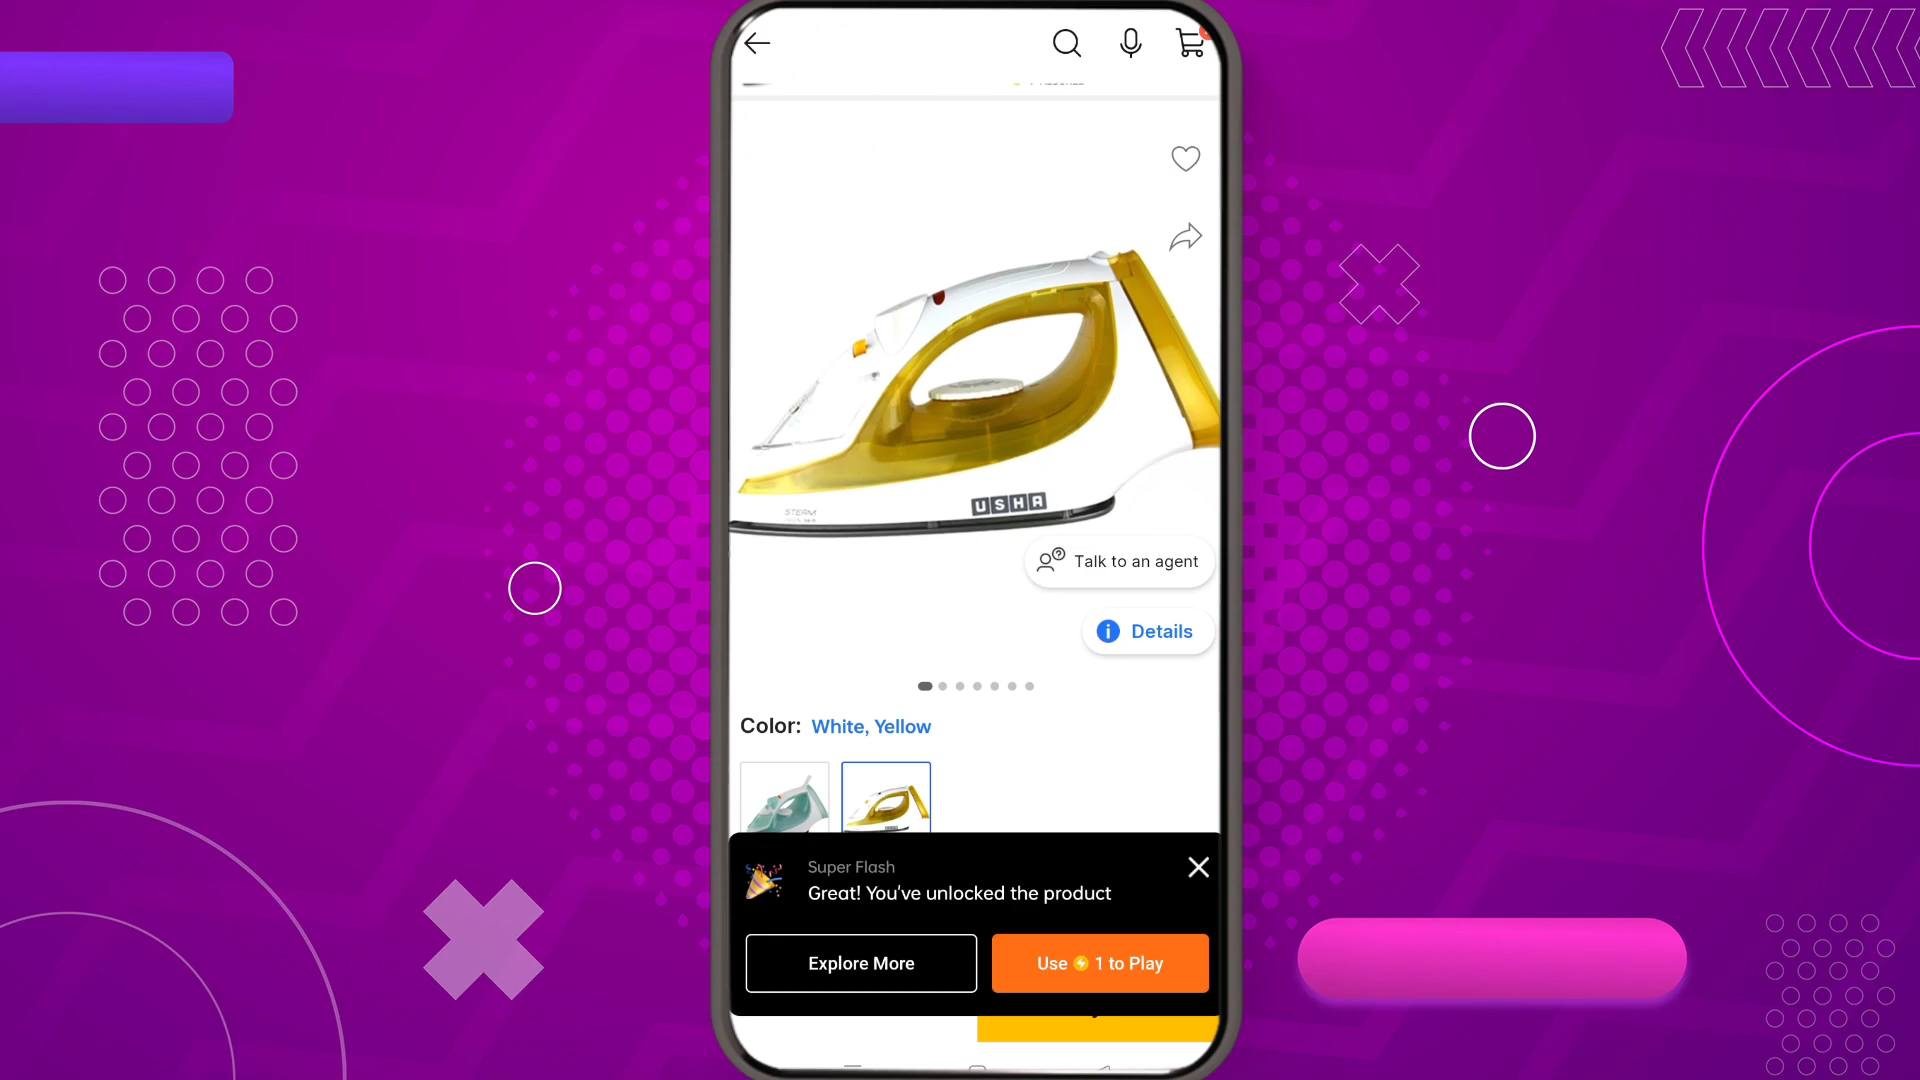 USHA
STEAM
Talk to an agent
Details
Color: White, Yellow
Super Flash
Great! You've unlocked the product
Explore More
Use 1 to Play